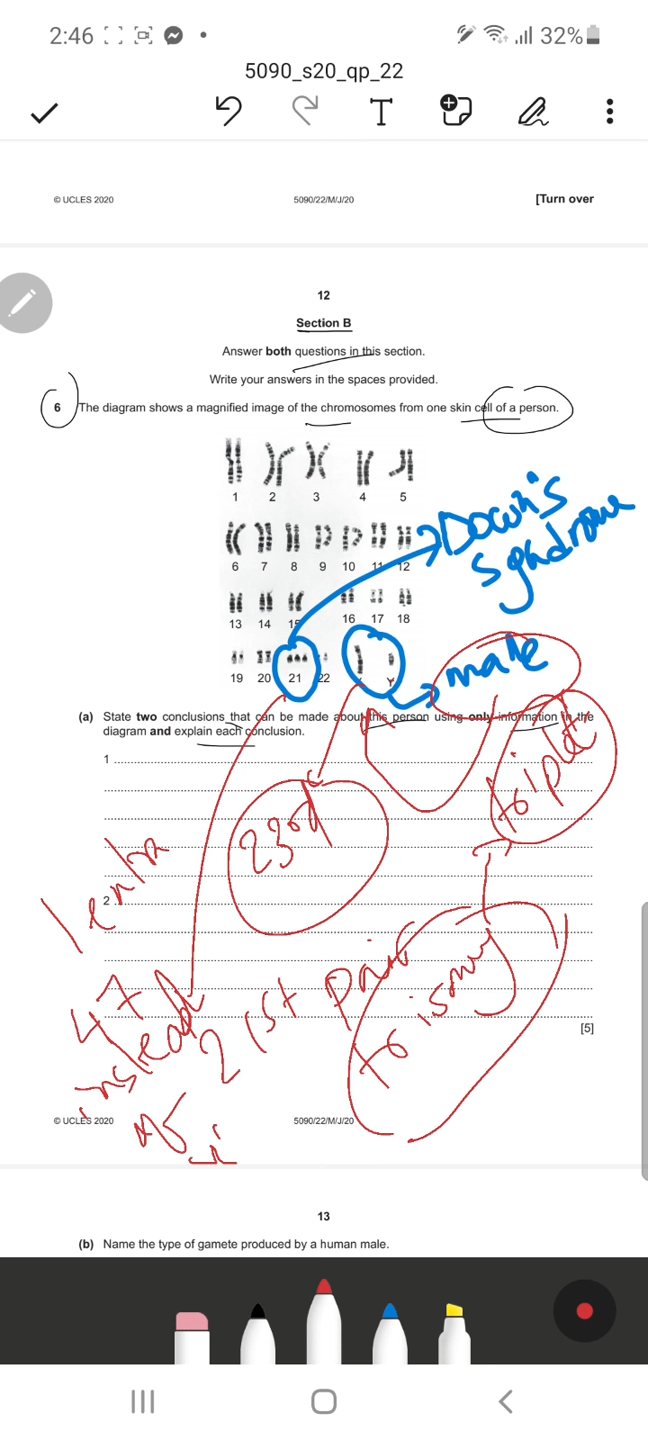 2:46 32%
5090_s20_qp_22
T
© UCLES 2020 5090/22/M/J/20 [Turn over
12
Section B
Answer both questions in this section.
Write your answers in the spaces provided.
6 The diagram shows a magnified image of the chromosomes from one skin cell of a person.
1 2 3 4 5
6 7 8 9 10 11 12
Down's
Syndrome
13 14 15 16 17 18
19 20 21 22 Y
male
(a) State two conclusions that can be made about this person using only information in the
diagram and explain each conclusion.
1
triplet
23rd
1 extra
2
47
instead
21st pair
trisomy
[5]
© UCLES 2020 5090/22/M/J/20
13
(b) Name the type of gamete produced by a human male.